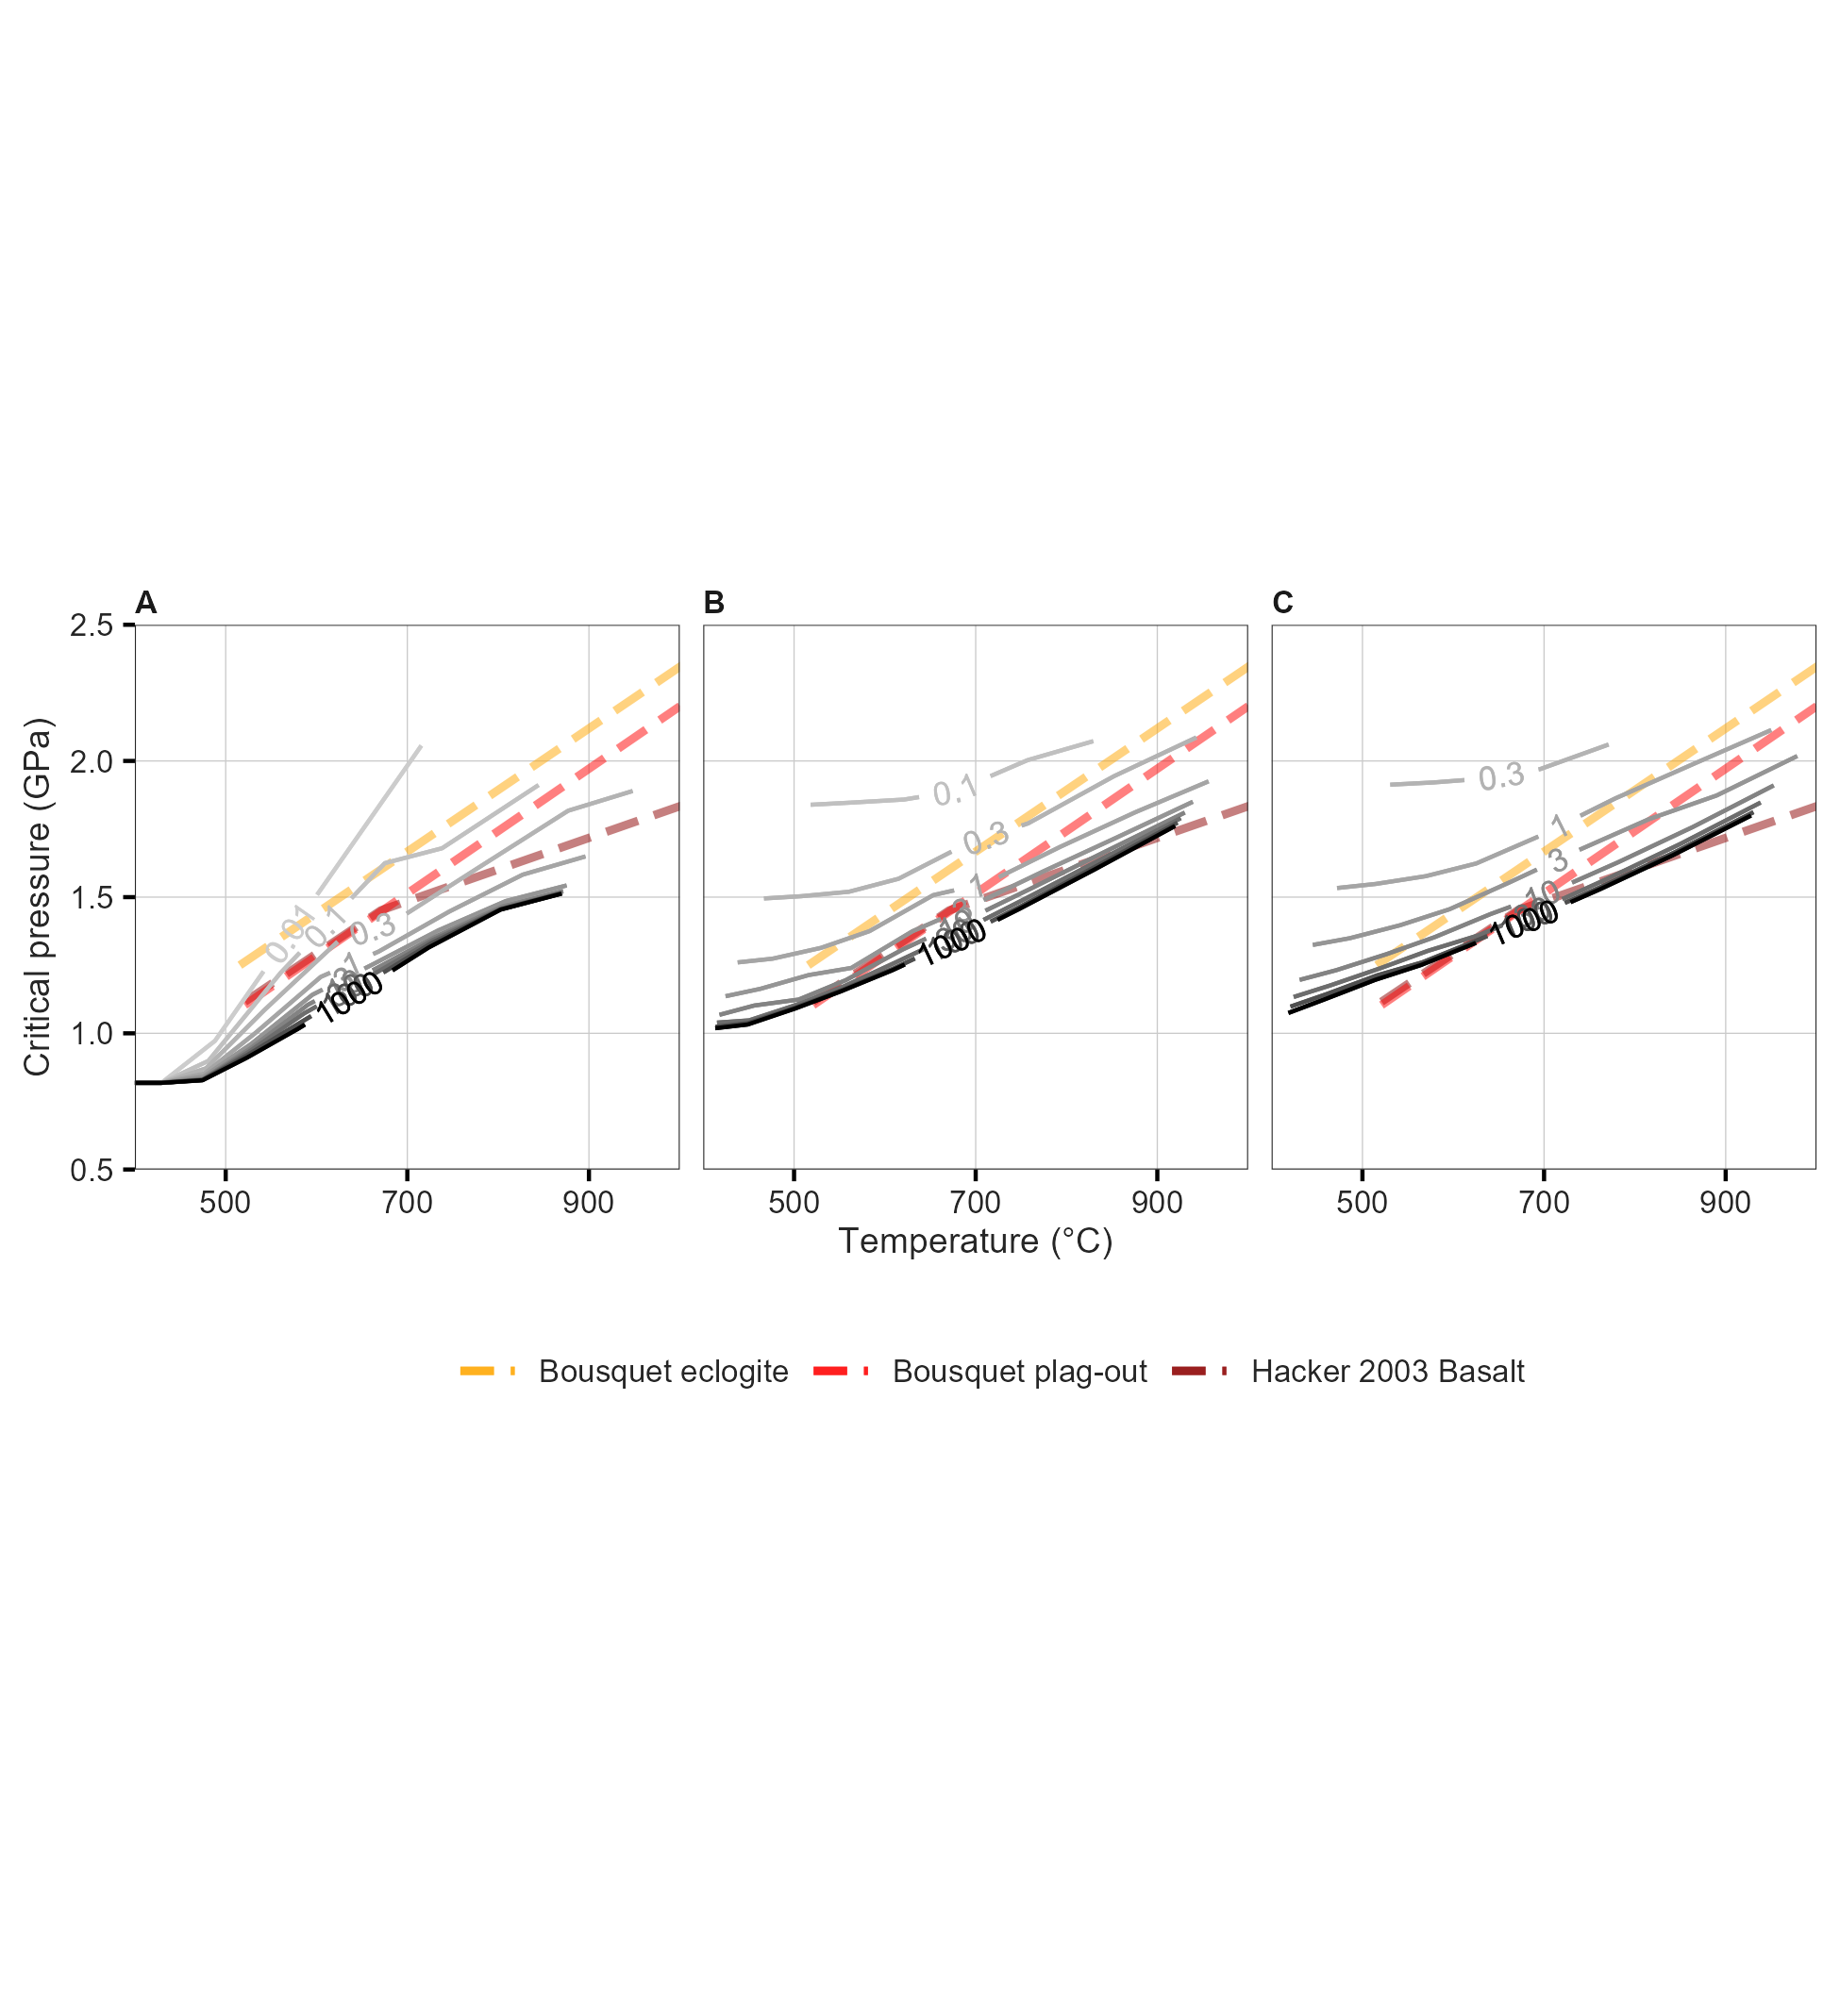 A B C
2.5
2.0
1.5
1.0
0.5
Critical pressure (GPa)
0.1 0.3 1 1000
0.1
0.3
1
1000
0.3
1
3
1000
500 700 900 500 700 900 500 700 900
Temperature (°C)
Bousquet eclogite Bousquet plag-out Hacker 2003 Basalt